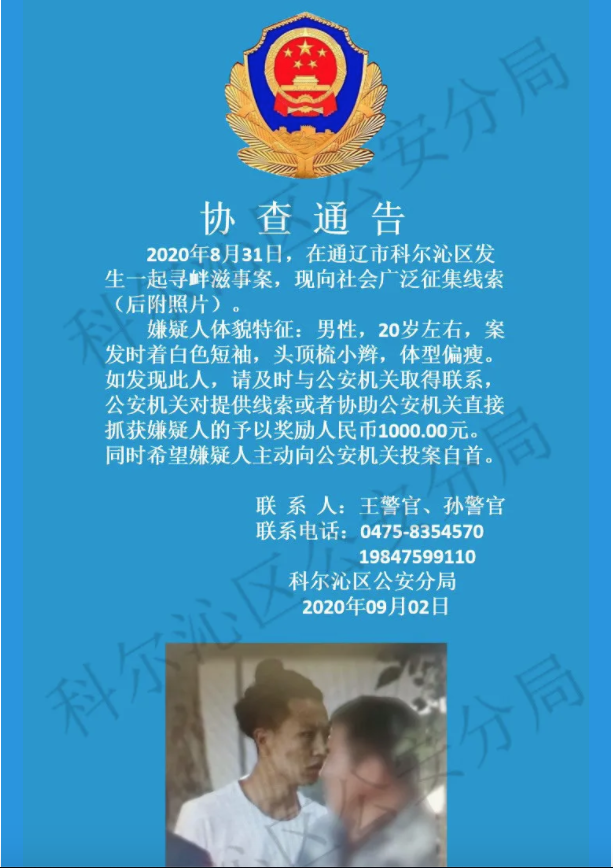 协查通告
2020年8月31日，在通辽市科尔沁区发
生一起寻衅滋事案，现向社会广泛征集线索
（后附照片）。
嫌疑人体貌特征：男性，20岁左右，案
发时着白色短袖，头顶梳小辫，体型偏瘦。
如发现此人，请及时与公安机关取得联系，
公安机关对提供线索或者协助公安机关直接
抓获嫌疑人的予以奖励人民币1000.00元。
同时希望嫌疑人主动向公安机关投案自首。
联 系 人：王警官、孙警官
联系电话：0475-8354570
19847599110
科尔沁区公安分局
2020年09月02日
科尔沁区公安分局
科尔沁区公安分局
科尔沁区公安分局